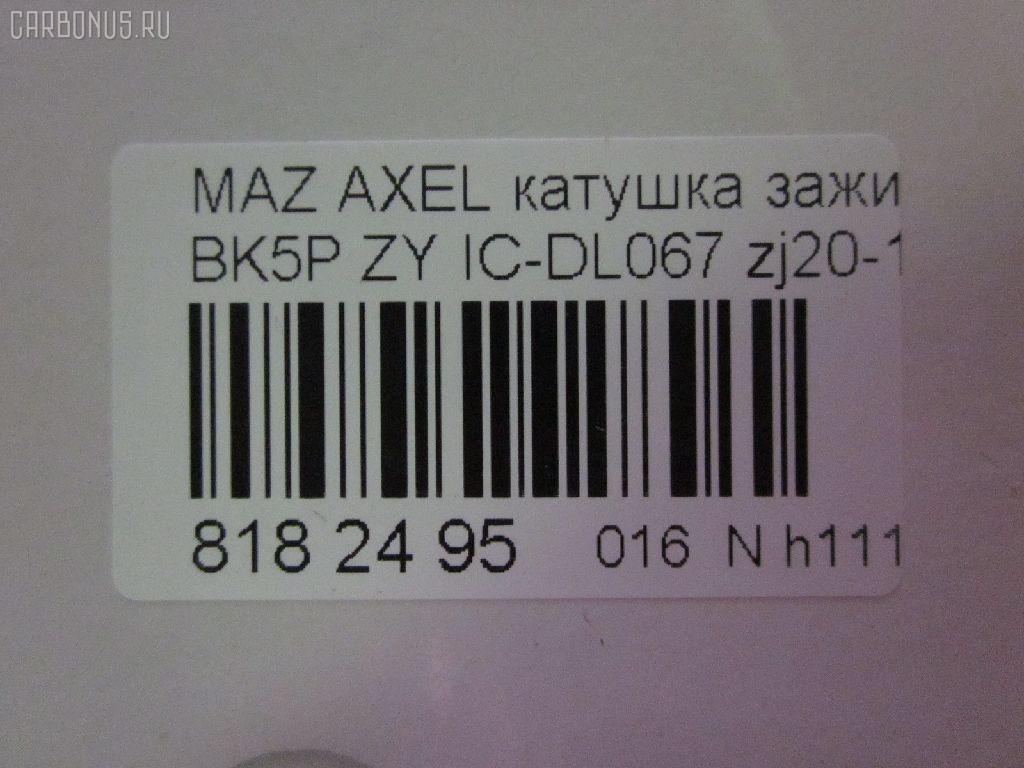 CARBONUS.RU
MAZ AXEL катушка зажи
BK5P ZY IC-DL067 zj20-1
818 24 95 016 N h111